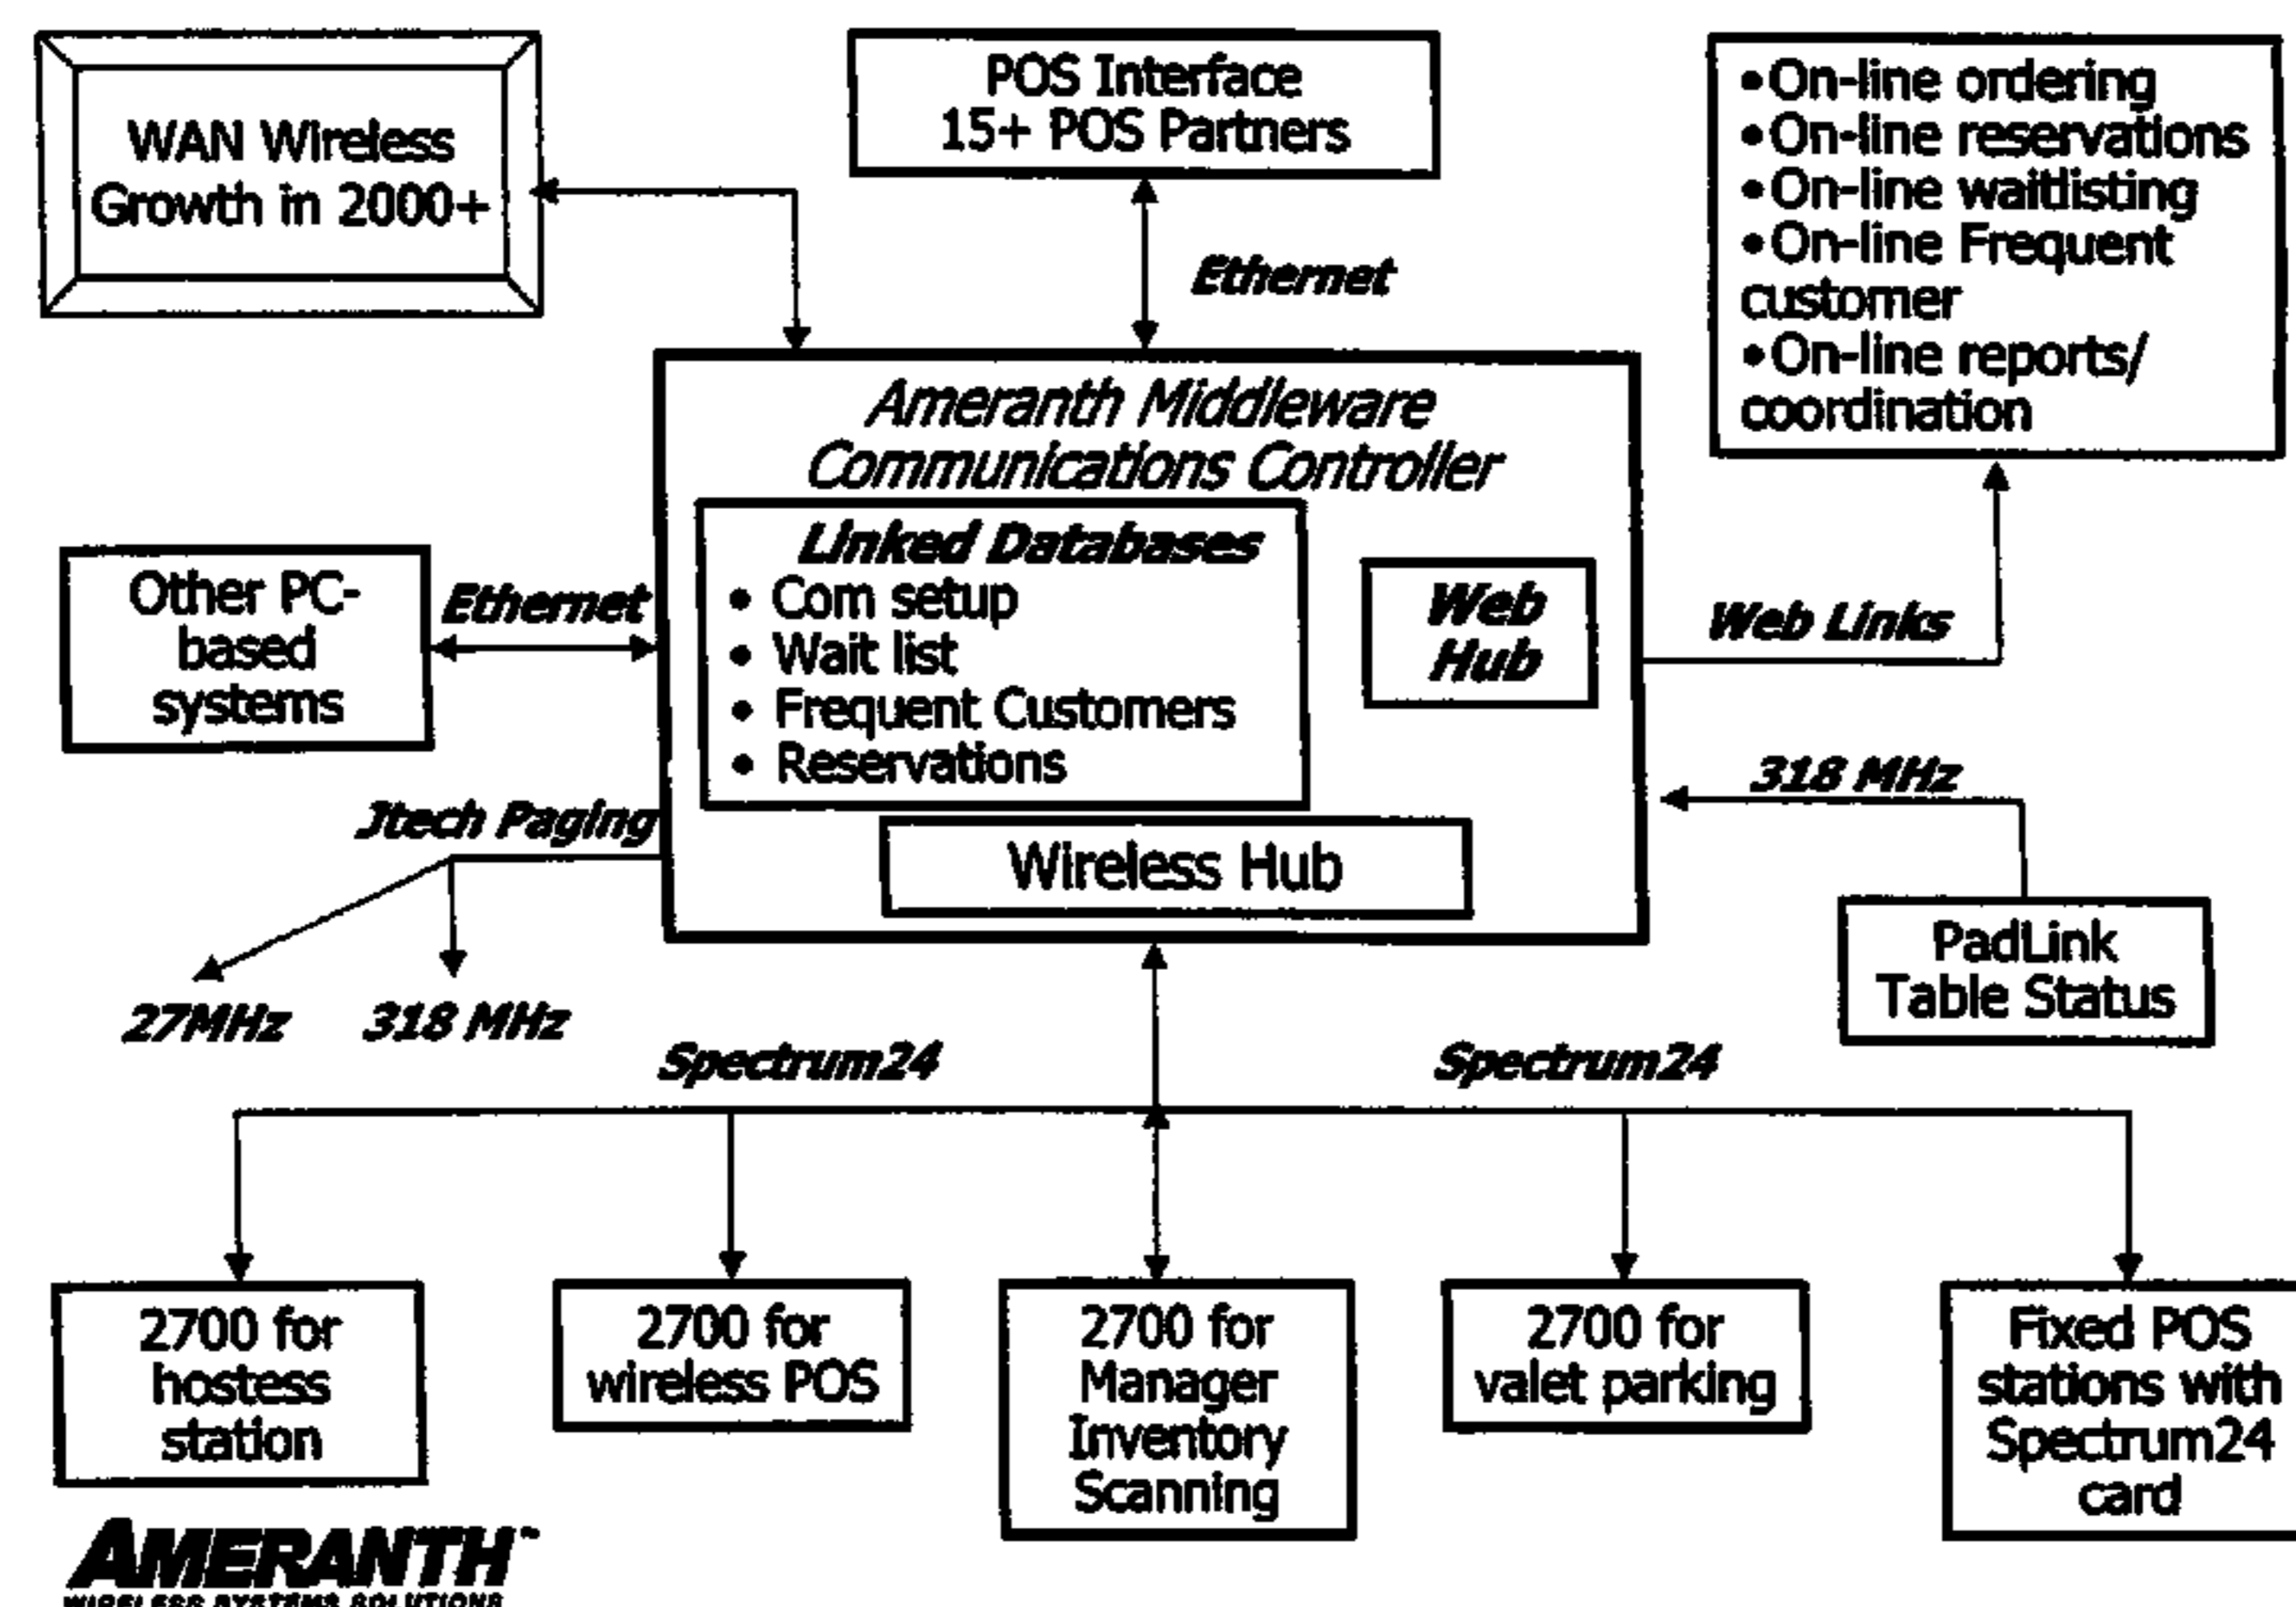 WAN Wireless
Growth in 2000+
POS Interface
15+ POS Partners
•On-line ordering
•On-line reservations
•On-line waitlisting
•On-line Frequent
customer
•On-line reports/
coordination
Ethernet
Ameranth Middleware
Communications Controller
Linked Databases
• Com setup
• Wait list
• Frequent Customers
• Reservations
Web
Hub
Wireless Hub
Other PC-
based
systems
Ethernet
Web Links
Jtech Paging
27MHz
318 MHz
318 MHz
PadLink
Table Status
Spectrum24
Spectrum24
2700 for
hostess
station
2700 for
wireless POS
2700 for
Manager
Inventory
Scanning
2700 for
valet parking
Fixed POS
stations with
Spectrum24
card
AMERANTH™
WIRELESS SYSTEMS SOLUTIONS